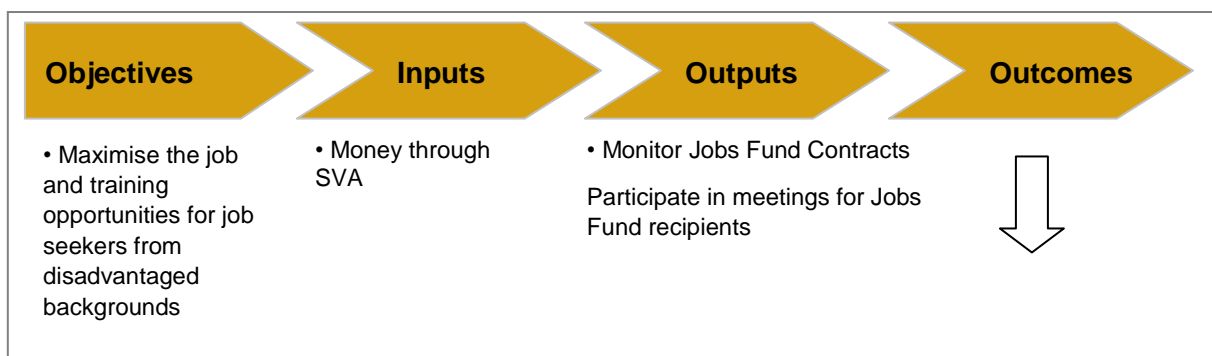 Objectives
Inputs
Outputs
Outcomes
• Maximise the job
and training
opportunities for job
seekers from
disadvantaged
backgrounds
• Money through
SVA
• Monitor Jobs Fund Contracts
Participate in meetings for Jobs
Fund recipients